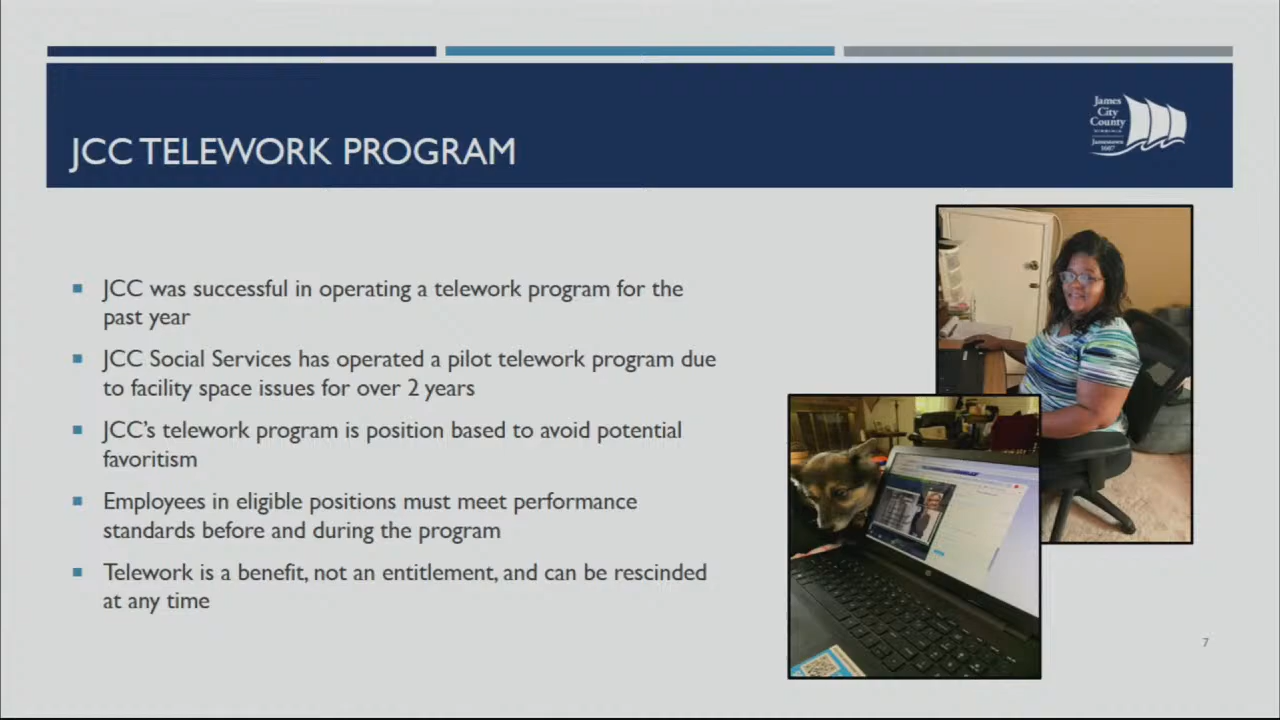 JCC TELEWORK PROGRAM
James
City
County
Jamestown
1607
JCC was successful in operating a telework program for the
past year
JCC Social Services has operated a pilot telework program due
to facility space issues for over 2 years
JCC's telework program is position based to avoid potential
favoritism
Employees in eligible positions must meet performance
standards before and during the program
Telework is a benefit, not an entitlement, and can be rescinded
at any time
hp
7